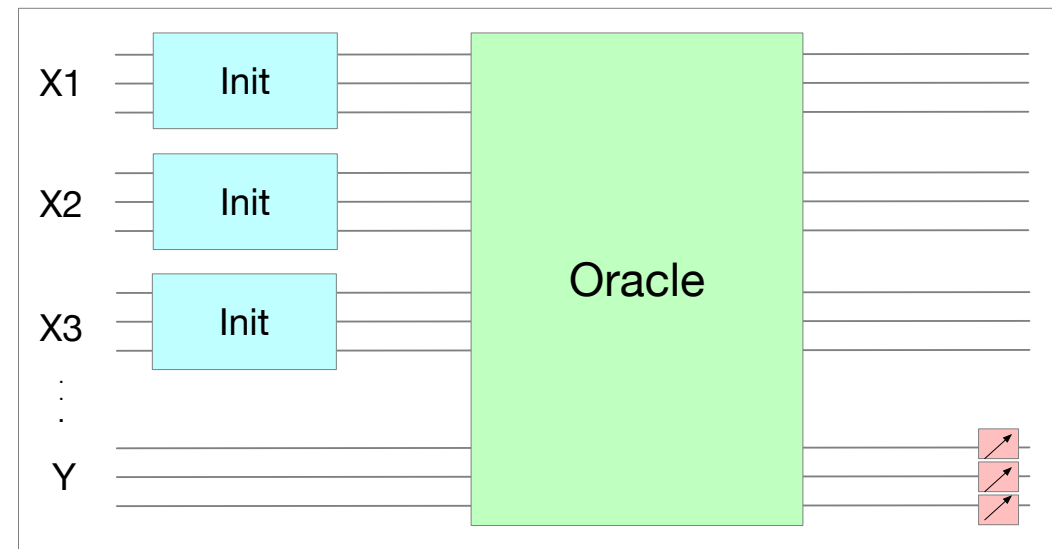 X1 Init
X2 Init
Oracle
X3 Init
.
.
.
Y